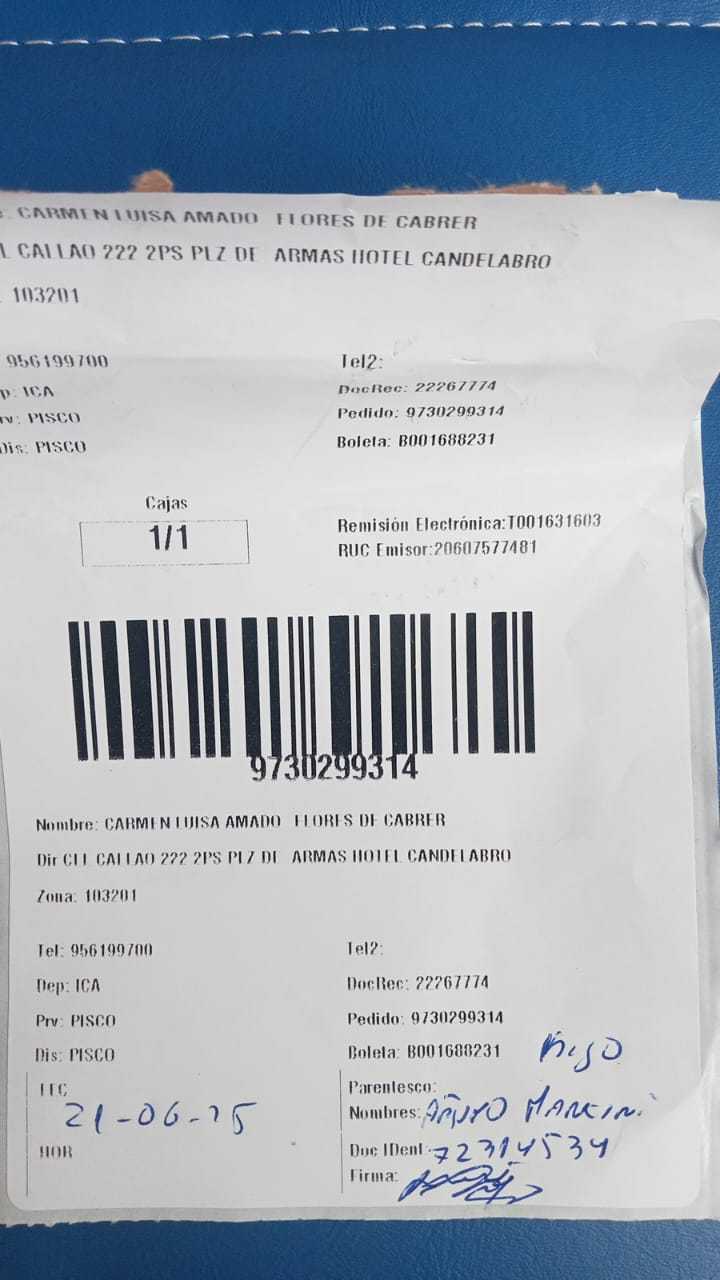 : CARMEN LUISA AMADO FLORES DE CABRER
L CALLAO 222 2PS PLZ DE ARMAS HOTEL CANDELABRO
. 103201
956199700 Tel2:
p: ICA DocRec: 22267774
rv: PISCO Pedido: 9730299314
Dis: PISCO Boleta: B001688231
Cajas
1/1
Remisión Electrónica:T001631603
RUC Emisor:20607577481
9730299314
Nombre: CARMEN LUISA AMADO FLORES DE CABRER
Dir CLL CALLAO 222 2PS PLZ DE ARMAS HOTEL CANDELABRO
Zona: 103201
Tel: 956199700 Tel2:
Dep: ICA DocRec: 22267774
Prv: PISCO Pedido: 9730299314
Dis: PISCO Boleta: B001688231
FEC Parentesco:
21-06-25 Nombres:
HOR Doc IDent: 72314534
Firma: